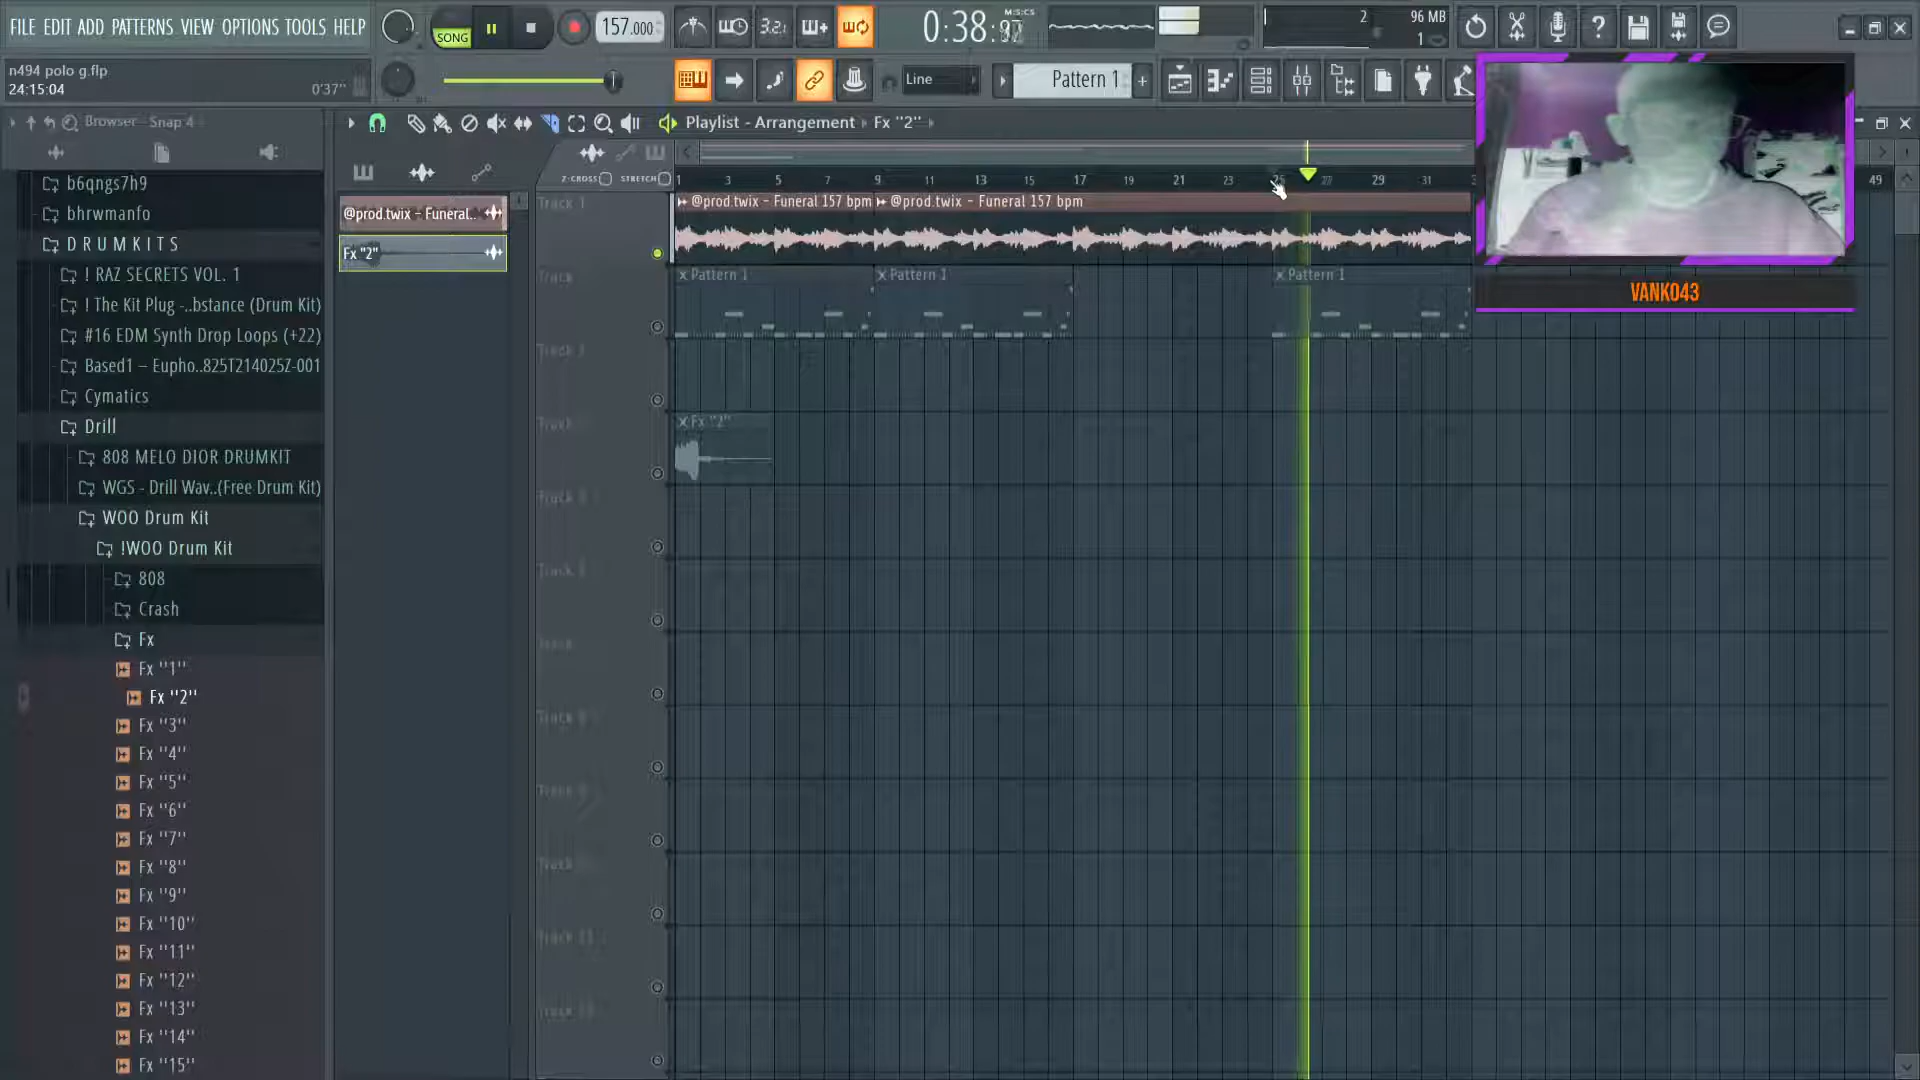 FILE EDIT ADD PATTERNS VIEW OPTIONS TOOLS HELP
SONG
157.000
3.2.
0:38:97
M:S:CS
2
96 MB
1
n494 polo g.flp
24:15:04
0'37"
Line
Pattern 1
Browser - Snap 4
Playlist - Arrangement
Fx "2"
Z-CROSS
STRETCH
1 3 5 7 9 11 13 15 17 19 21 23 25 27 29 31 49
b6qngs7h9
bhrwmanfo
DRUMKITS
! RAZ SECRETS VOL. 1
! The Kit Plug -..bstance (Drum Kit)
#16 EDM Synth Drop Loops (+22)
Based1 – Eupho..825T214025Z-001
Cymatics
Drill
808 MELO DIOR DRUMKIT
WGS - Drill Wav..(Free Drum Kit)
WOO Drum Kit
!WOO Drum Kit
808
Crash
Fx
Fx "1"
Fx "2"
Fx "3"
Fx "4"
Fx "5"
Fx "6"
Fx "7"
Fx "8"
Fx "9"
Fx "10"
Fx "11"
Fx "12"
Fx "13"
Fx "14"
Fx "15"
@prod.twix – Funeral..
Fx "2"
Track 1
@prod.twix – Funeral 157 bpm
@prod.twix – Funeral 157 bpm
Track
Pattern 1
Pattern 1
Pattern 1
Fx "2"
VANKO43